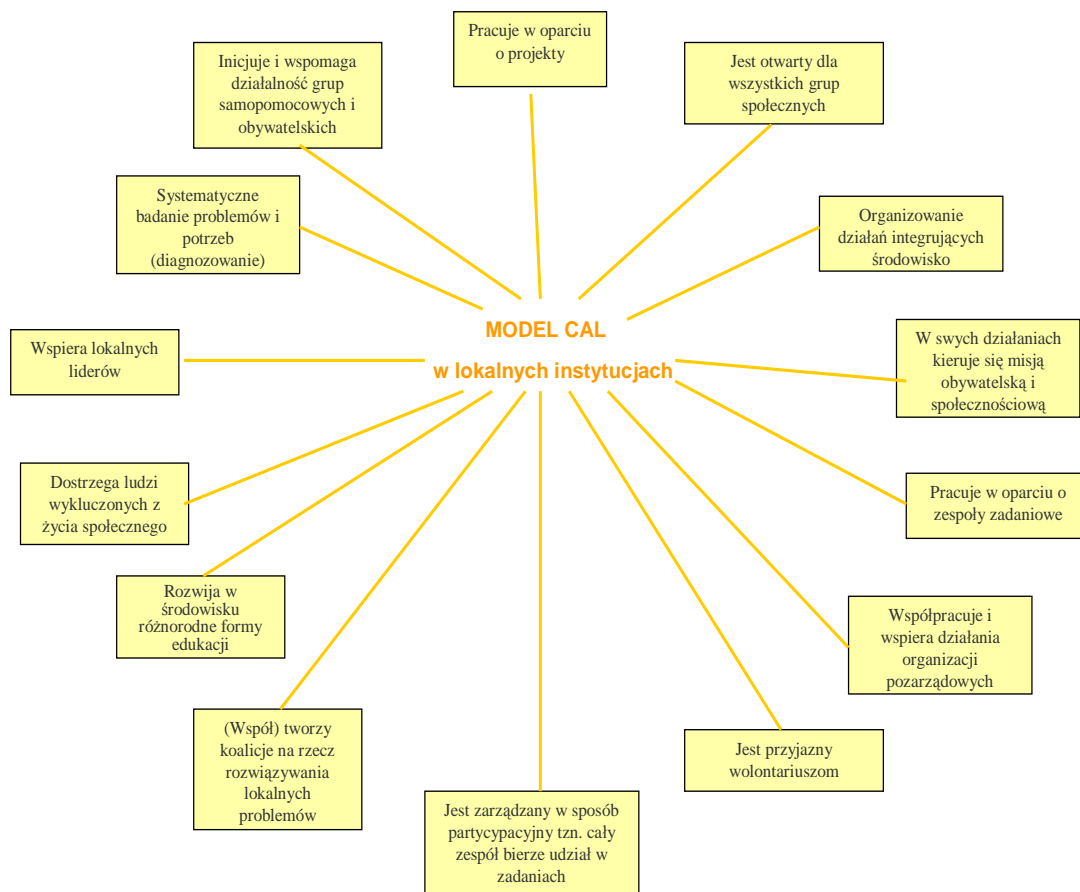 Pracuje w oparciu
o projekty
Inicjuje i wspomaga
działalność grup
samopomocowych i
obywatelskich
Jest otwarty dla
wszystkich grup
społecznych
Systematyczne
badanie problemów i
potrzeb
(diagnozowanie)
Organizowanie
działań integrujących
środowisko
MODEL CAL
w lokalnych instytucjach
Wspiera lokalnych
liderów
W swych działaniach
kieruje się misją
obywatelską i
społecznościową
Dostrzega ludzi
wykluczonych z
życia społecznego
Pracuje w oparciu o
zespoły zadaniowe
Rozwija w
środowisku
różnorodne formy
edukacji
Współpracuje i
wspiera działania
organizacji
pozarządowych
(Współ) tworzy
koalicje na rzecz
rozwiązywania
lokalnych
problemów
Jest przyjazny
wolontariuszom
Jest zarządzany w sposób
partycypacyjny tzn. cały
zespół bierze udział w
zadaniach